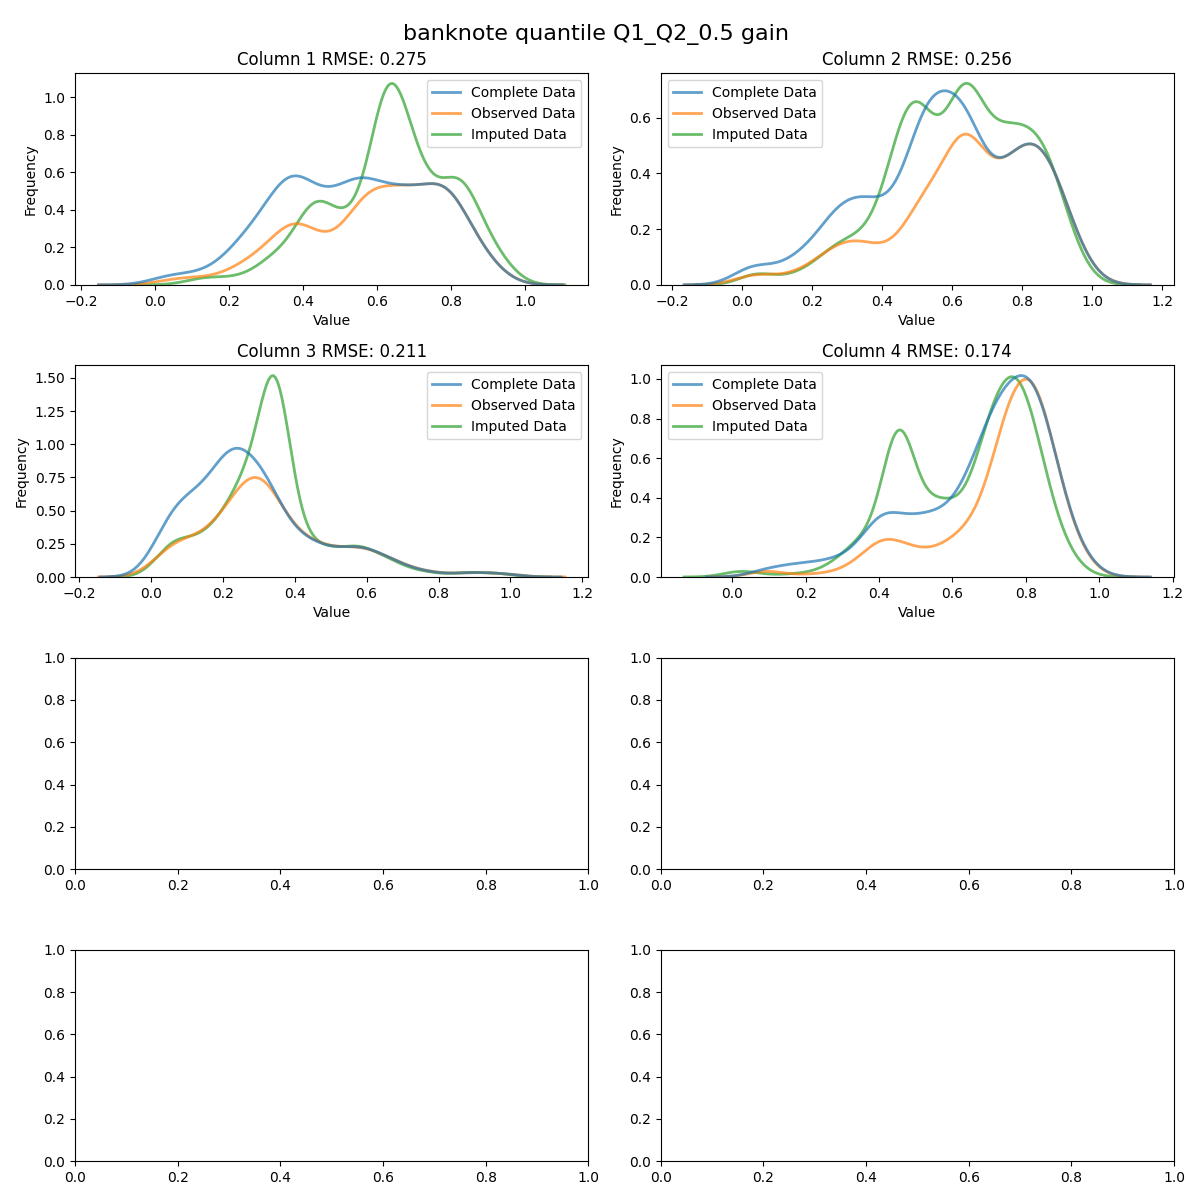 banknote quantile Q1_Q2_0.5 gain
Column 1 RMSE: 0.275
Frequency
1.0
0.8
0.6
0.4
0.2
0.0
Complete Data
Observed Data
Imputed Data
−0.2 0.0 0.2 0.4 0.6 0.8 1.0
Value
Column 2 RMSE: 0.256
Frequency
0.6
0.4
0.2
0.0
Complete Data
Observed Data
Imputed Data
−0.2 0.0 0.2 0.4 0.6 0.8 1.0 1.2
Value
Column 3 RMSE: 0.211
Frequency
1.50
1.25
1.00
0.75
0.50
0.25
0.00
Complete Data
Observed Data
Imputed Data
−0.2 0.0 0.2 0.4 0.6 0.8 1.0 1.2
Value
Column 4 RMSE: 0.174
Frequency
1.0
0.8
0.6
0.4
0.2
0.0
Complete Data
Observed Data
Imputed Data
0.0 0.2 0.4 0.6 0.8 1.0 1.2
Value
1.0
0.8
0.6
0.4
0.2
0.0
0.0 0.2 0.4 0.6 0.8 1.0
1.0
0.8
0.6
0.4
0.2
0.0
0.0 0.2 0.4 0.6 0.8 1.0
1.0
0.8
0.6
0.4
0.2
0.0
0.0 0.2 0.4 0.6 0.8 1.0
1.0
0.8
0.6
0.4
0.2
0.0
0.0 0.2 0.4 0.6 0.8 1.0